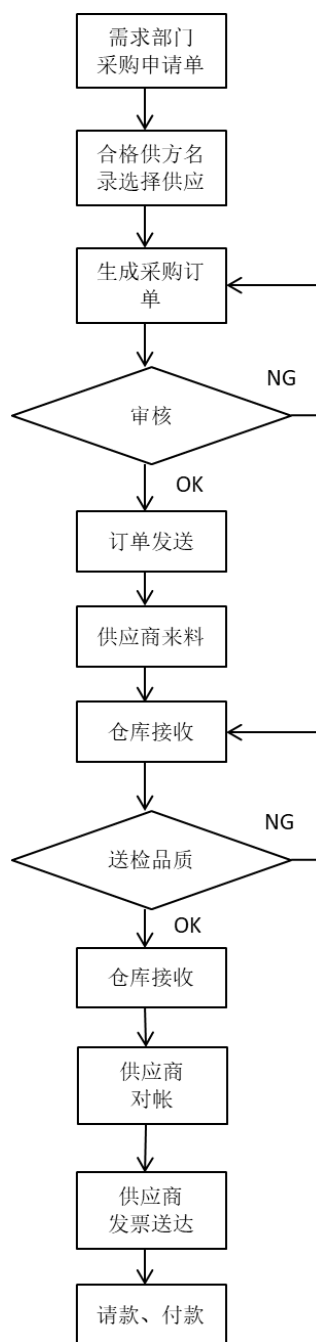 需求部门
采购申请单
合格供方名
录选择供应
生成采购订
单
NG
审核
OK
订单发送
供应商来料
仓库接收
NG
送检品质
OK
仓库接收
供应商
对帐
供应商
发票送达
请款、付款